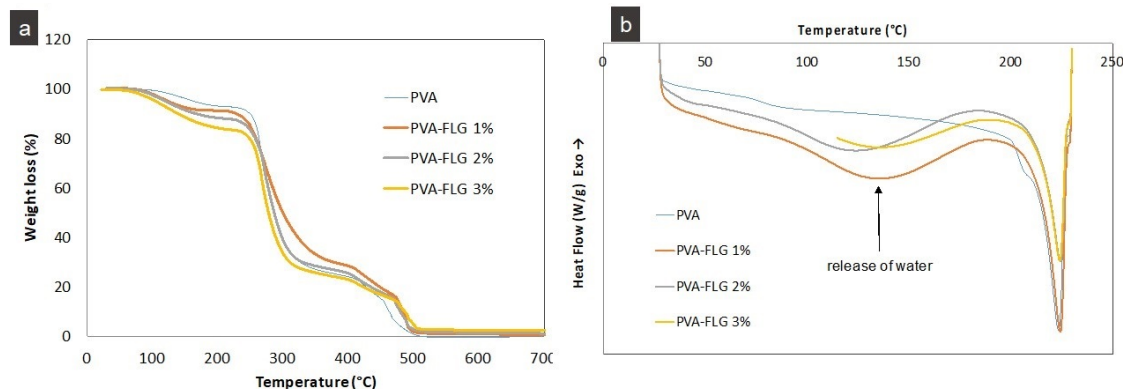 a
120
100
80
60
40
20
0
Weight loss (%)
0 100 200 300 400 500 600 700
Temperature (°C)
PVA
PVA-FLG 1%
PVA-FLG 2%
PVA-FLG 3%
b
Temperature (°C)
0 50 100 150 200 250
Heat Flow (W/g) Exo →
PVA
PVA-FLG 1%
PVA-FLG 2%
PVA-FLG 3%
release of water